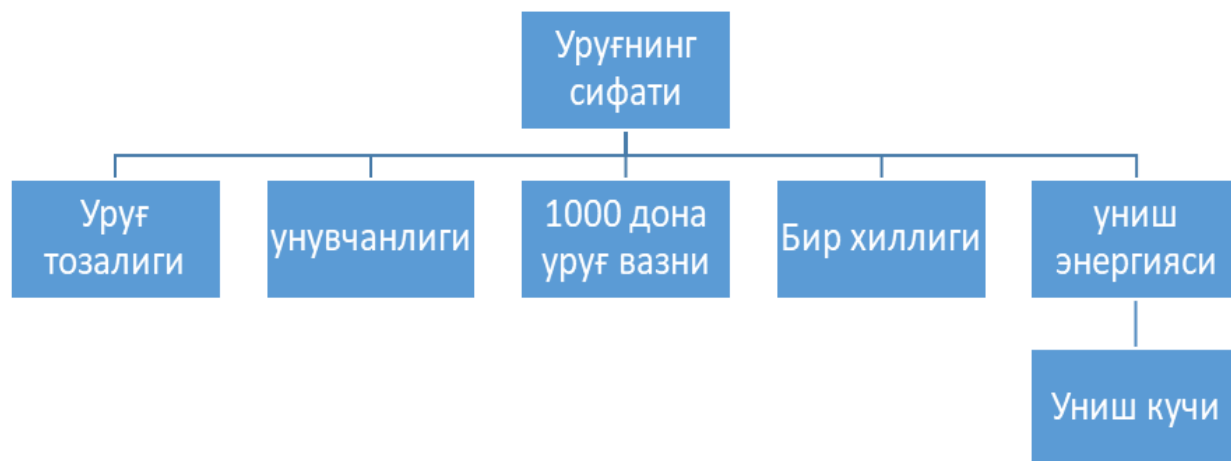 Уруғнинг
сифати
Уруғ
тозалиги
унувчанлиги
1000 дона
уруғ вазни
Бир хиллиги
униш
энергияси
Униш кучи